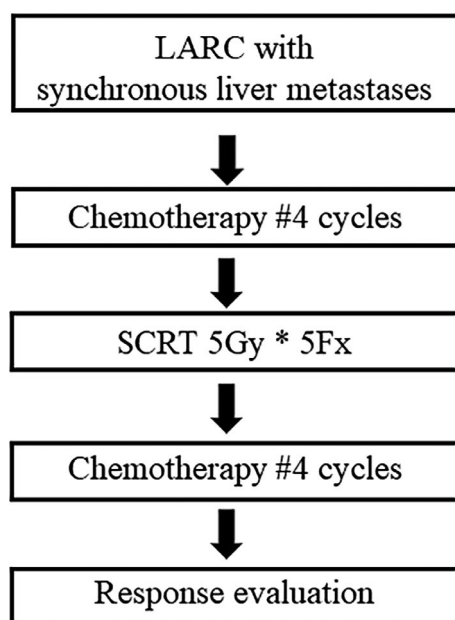 LARC with
synchronous liver metastases
Chemotherapy #4 cycles
SCRT 5Gy * 5Fx
Chemotherapy #4 cycles
Response evaluation